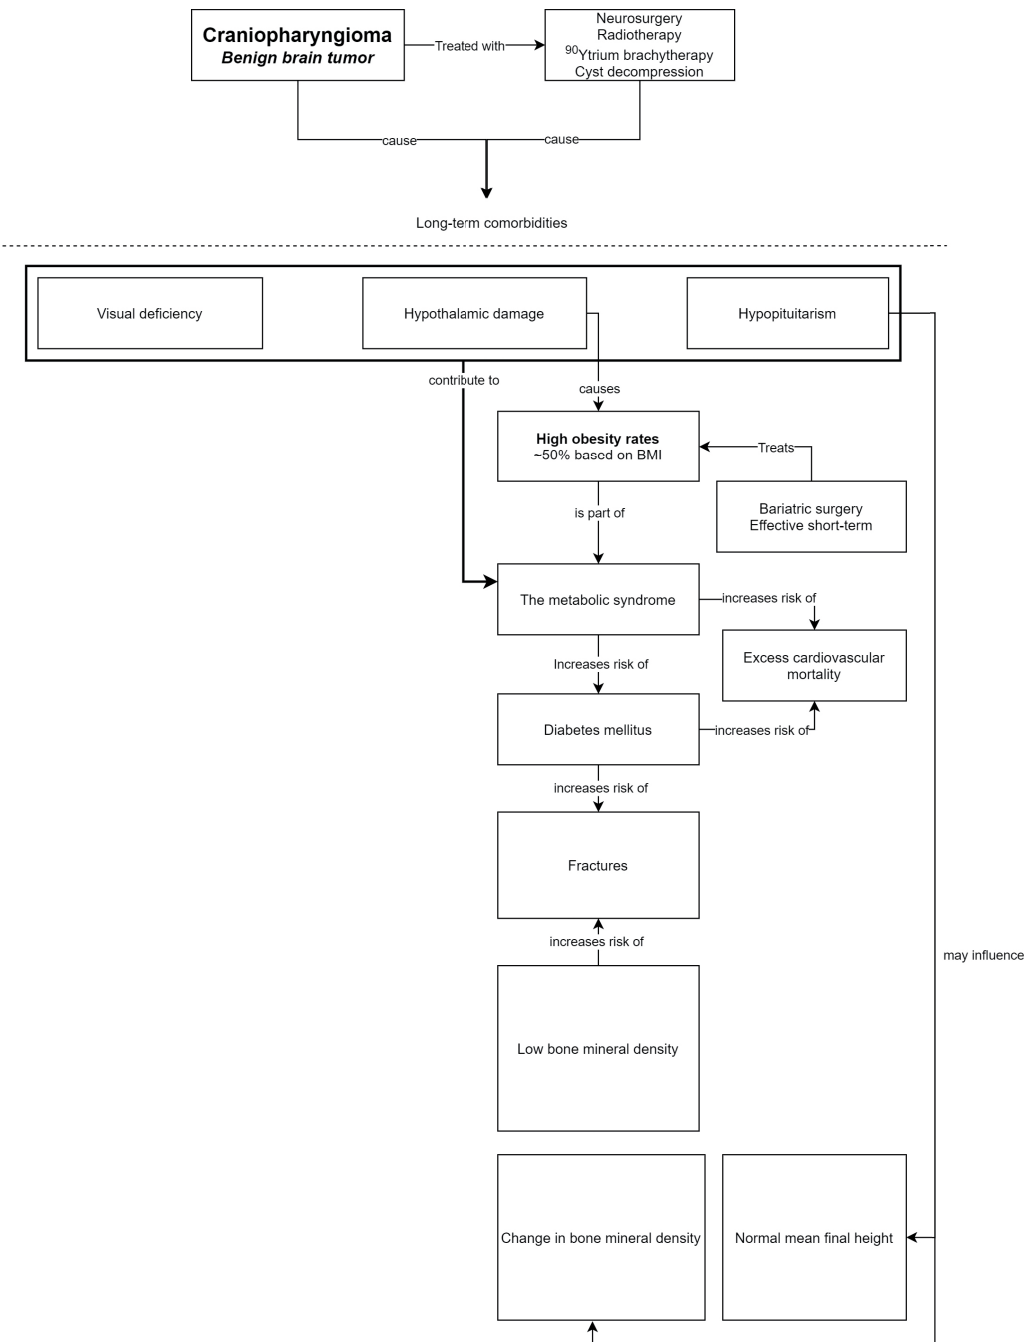 Craniopharyngioma
Benign brain tumor
Treated with
Neurosurgery
Radiotherapy
90Ytrium brachytherapy
Cyst decompression
cause
cause
Long-term comorbidities
Visual deficiency
Hypothalamic damage
Hypopituitarism
contribute to
causes
High obesity rates
~50% based on BMI
Treats
Bariatric surgery
Effective short-term
is part of
The metabolic syndrome
increases risk of
Excess cardiovascular
mortality
Increases risk of
Diabetes mellitus
increases risk of
increases risk of
Fractures
increases risk of
may influence
Low bone mineral density
Change in bone mineral density
Normal mean final height